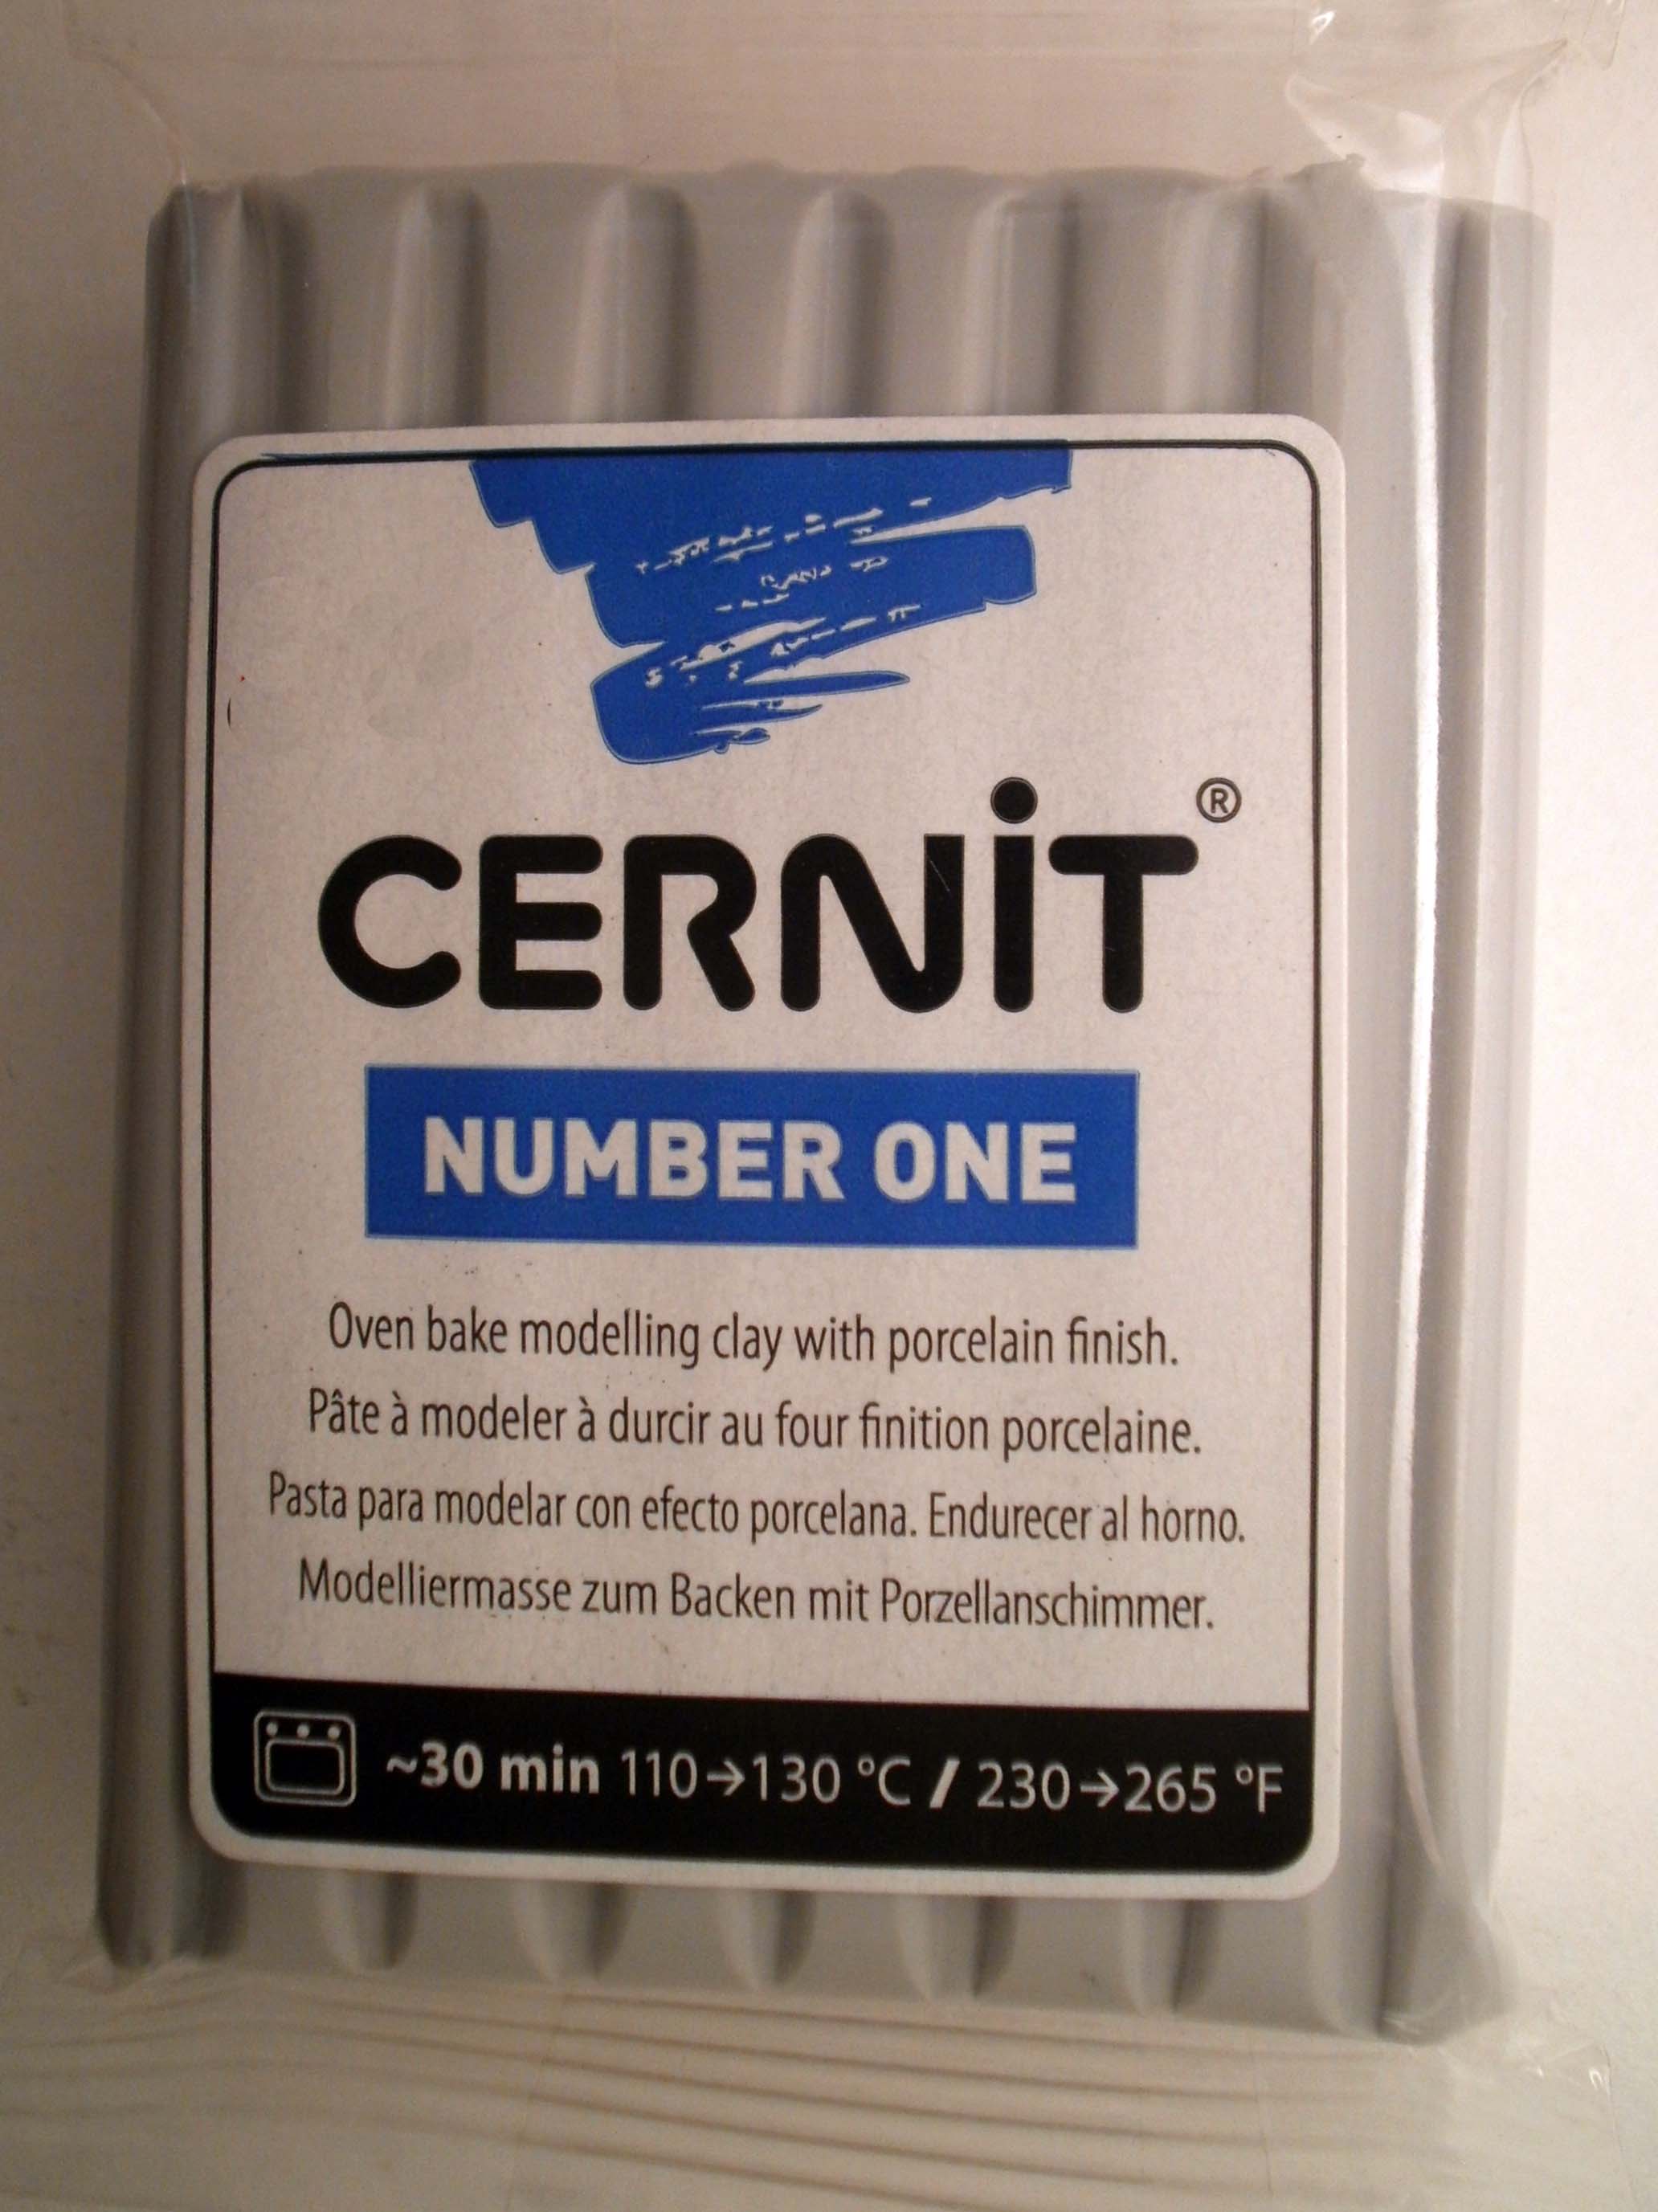 CERNiT®
NUMBER ONE
Oven bake modelling clay with porcelain finish.
Pâte à modeler à durcir au four finition porcelaine.
Pasta para modelar con efecto porcelana. Endurecer al horno.
Modelliermasse zum Backen mit Porzellanschimmer.
~30 min 110→130 °C / 230→265 °F